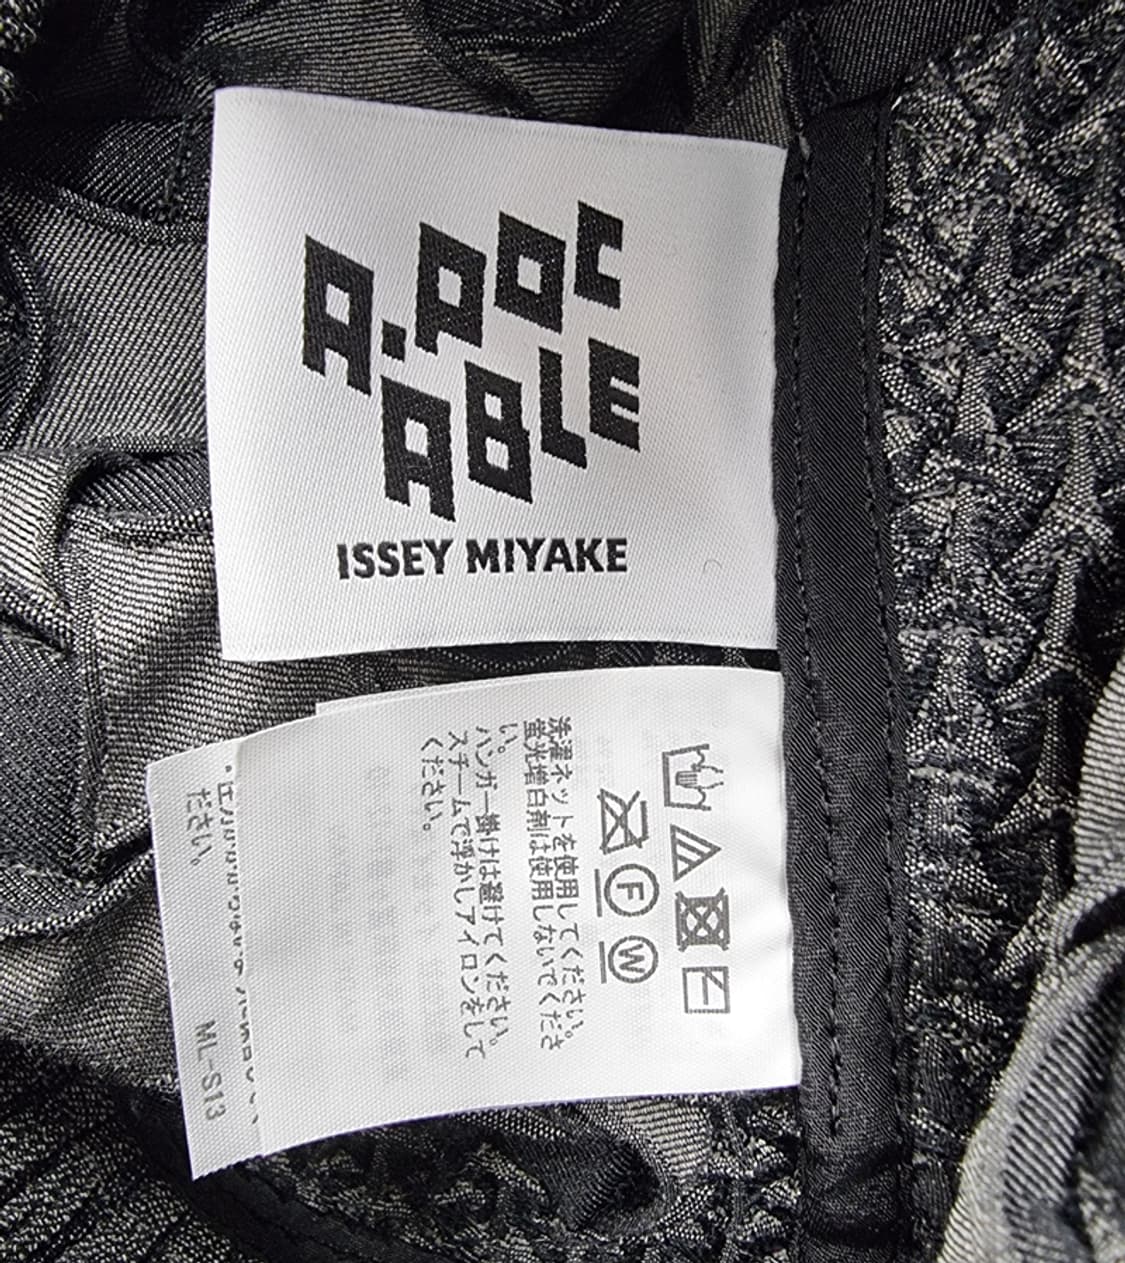 A.POC
ABLE
ISSEY MIYAKE
F
W
洗濯ネットを使用してください。
蛍光増白剤は使用しないでくださ
い。
ハンガー掛けは避けてください。
スチームで浮かしアイロンをして
ください。
ださい。
ML-S13